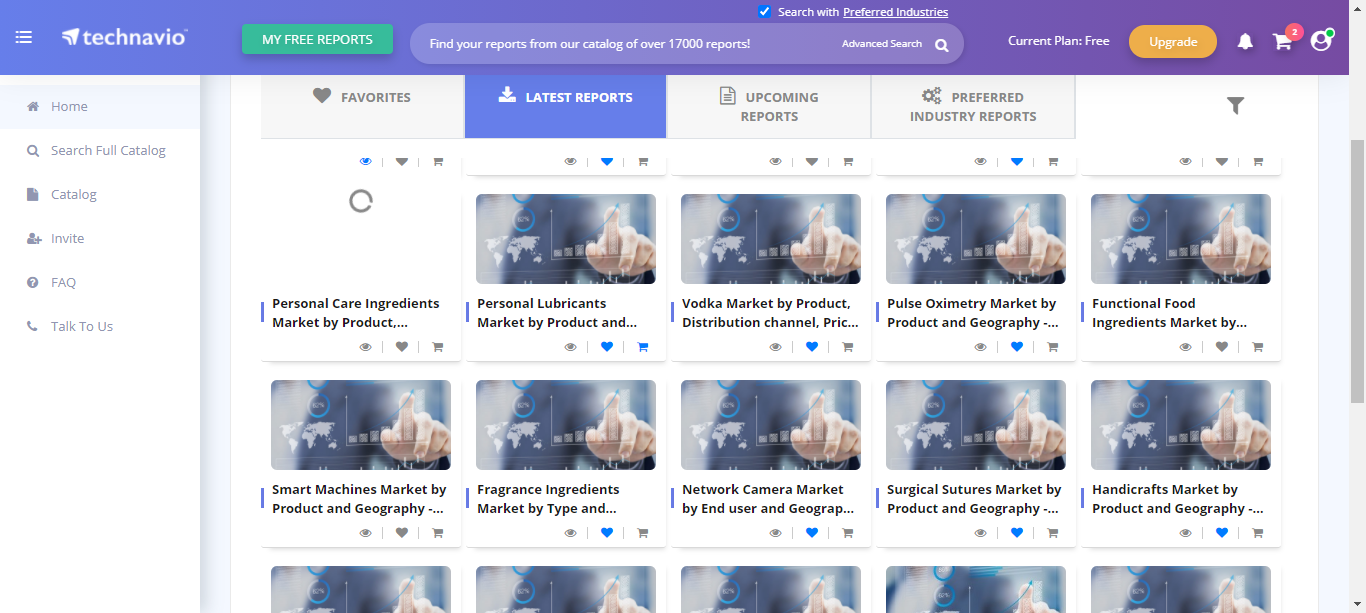 Search with Preferred Industries
technavio
MY FREE REPORTS
Find your reports from our catalog of over 17000 reports!
Advanced Search
Current Plan: Free
Upgrade
2
Home
Search Full Catalog
Catalog
Invite
FAQ
Talk To Us
FAVORITES
LATEST REPORTS
UPCOMING
REPORTS
PREFERRED
INDUSTRY REPORTS
Personal Care Ingredients
Market by Product,...
Personal Lubricants
Market by Product and...
Vodka Market by Product,
Distribution channel, Pric...
Pulse Oximetry Market by
Product and Geography -...
Functional Food
Ingredients Market by...
Smart Machines Market by
Product and Geography -...
Fragrance Ingredients
Market by Type and...
Network Camera Market
by End user and Geograp...
Surgical Sutures Market by
Product and Geography -...
Handicrafts Market by
Product and Geography -...